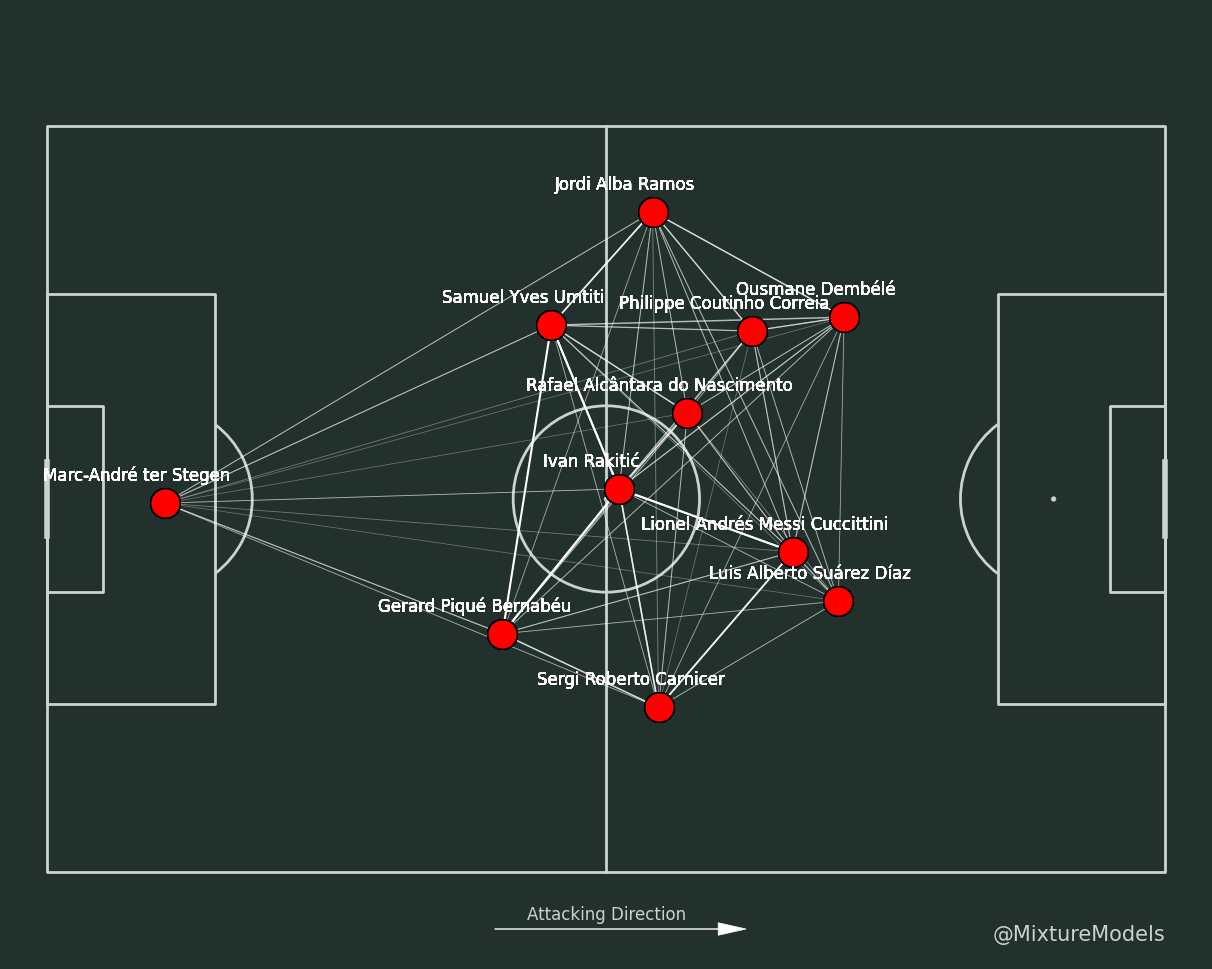 Jordi Alba Ramos
Ousmane Dembélé
Samuel Yves Umtiti
Philippe Coutinho Correia
Rafael Alcântara do Nascimento
Ivan Rakitić
Marc-André ter Stegen
Lionel Andrés Messi Cuccittini
Luis Alberto Suárez Díaz
Gerard Piqué Bernabéu
Sergi Roberto Carnicer
Attacking Direction
@MixtureModels